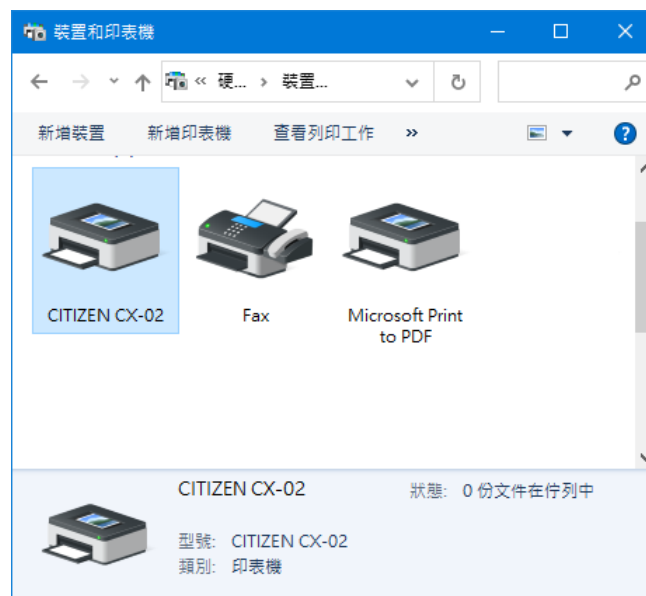 裝置和印表機
« 硬... › 裝置...
新增裝置 新增印表機 查看列印工作 »
CITIZEN CX-02
Fax
Microsoft Print
to PDF
CITIZEN CX-02 狀態: 0 份文件在佇列中
型號: CITIZEN CX-02
類別: 印表機